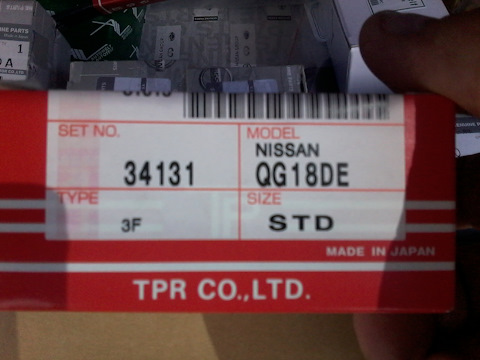 SET NO.
34131
MODEL
NISSAN
QG18DE
TYPE
3F
SIZE
STD
MADE IN JAPAN
TPR CO.,LTD.